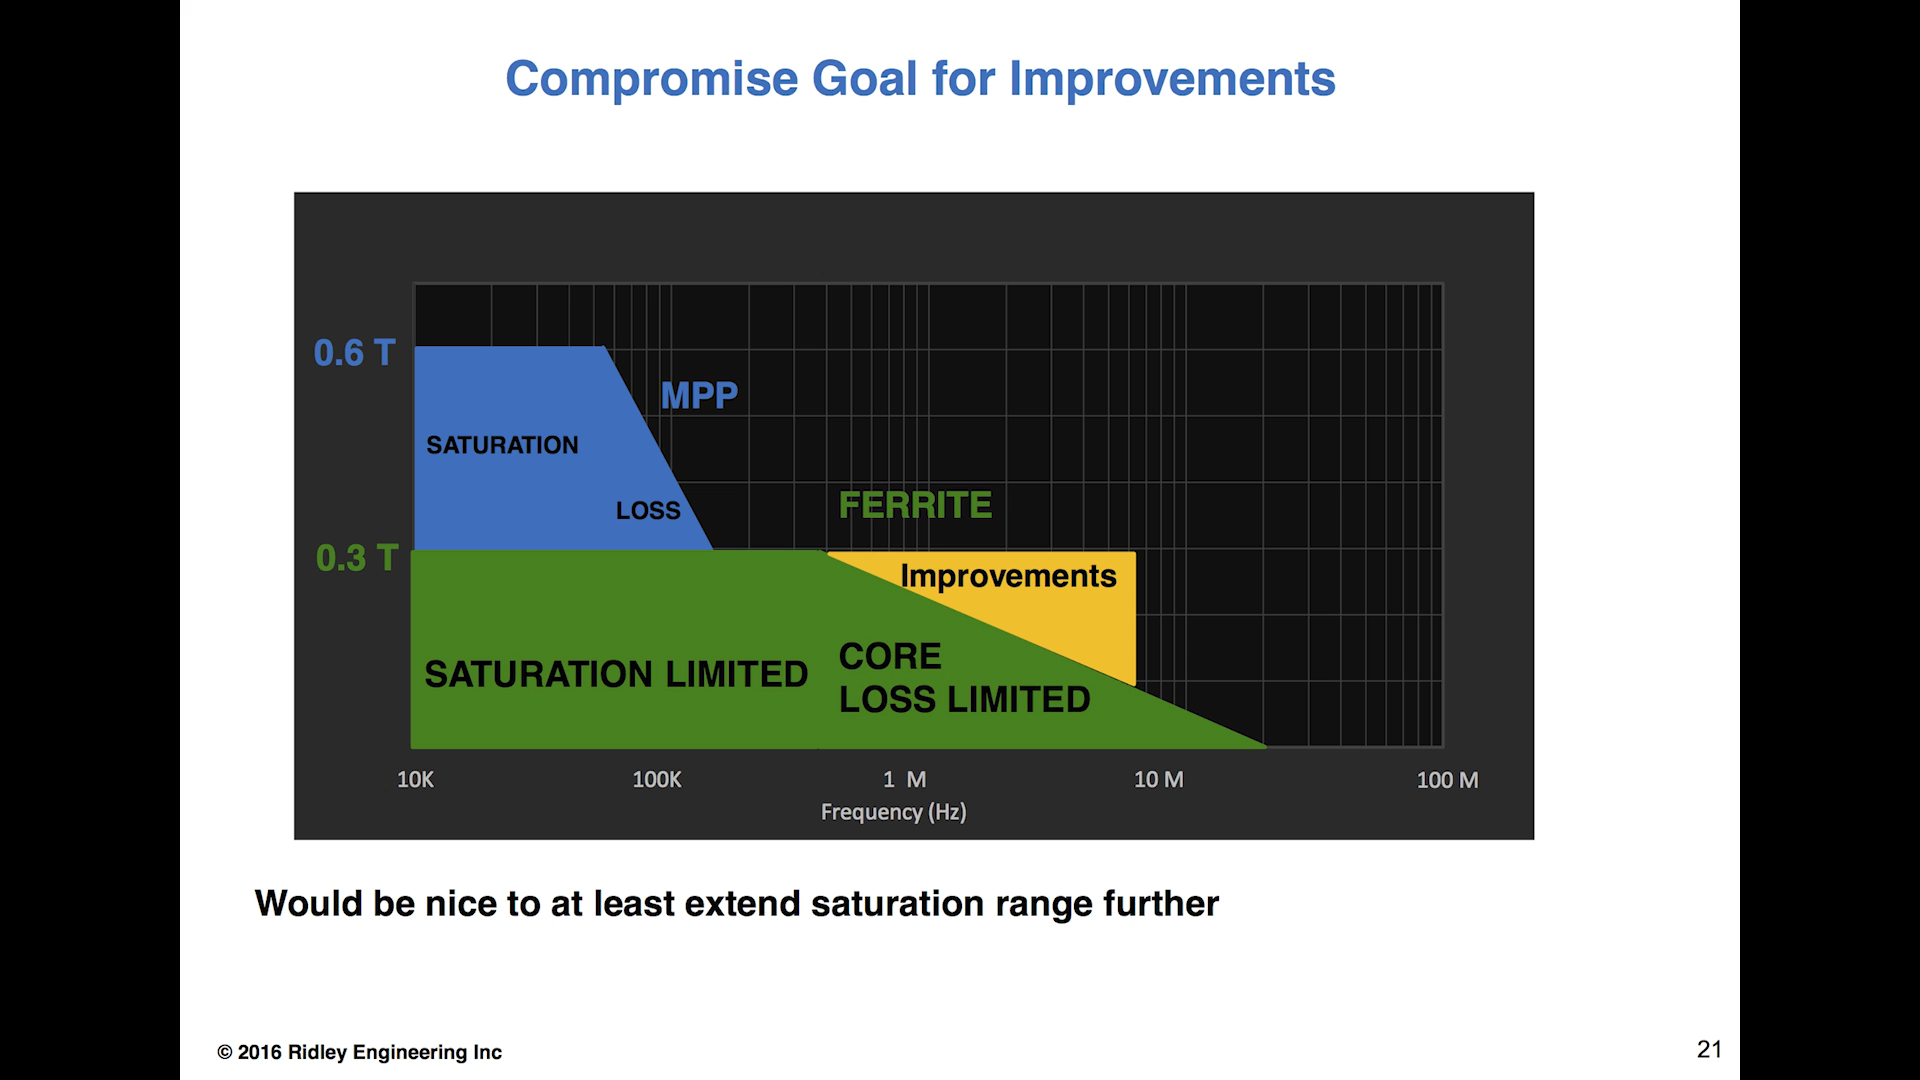 Compromise Goal for Improvements
0.6 T
MPP
SATURATION
LOSS
FERRITE
0.3 T
Improvements
SATURATION LIMITED
CORE
LOSS LIMITED
10K
100K
1 M
10 M
100 M
Frequency (Hz)
Would be nice to at least extend saturation range further
© 2016 Ridley Engineering Inc
21